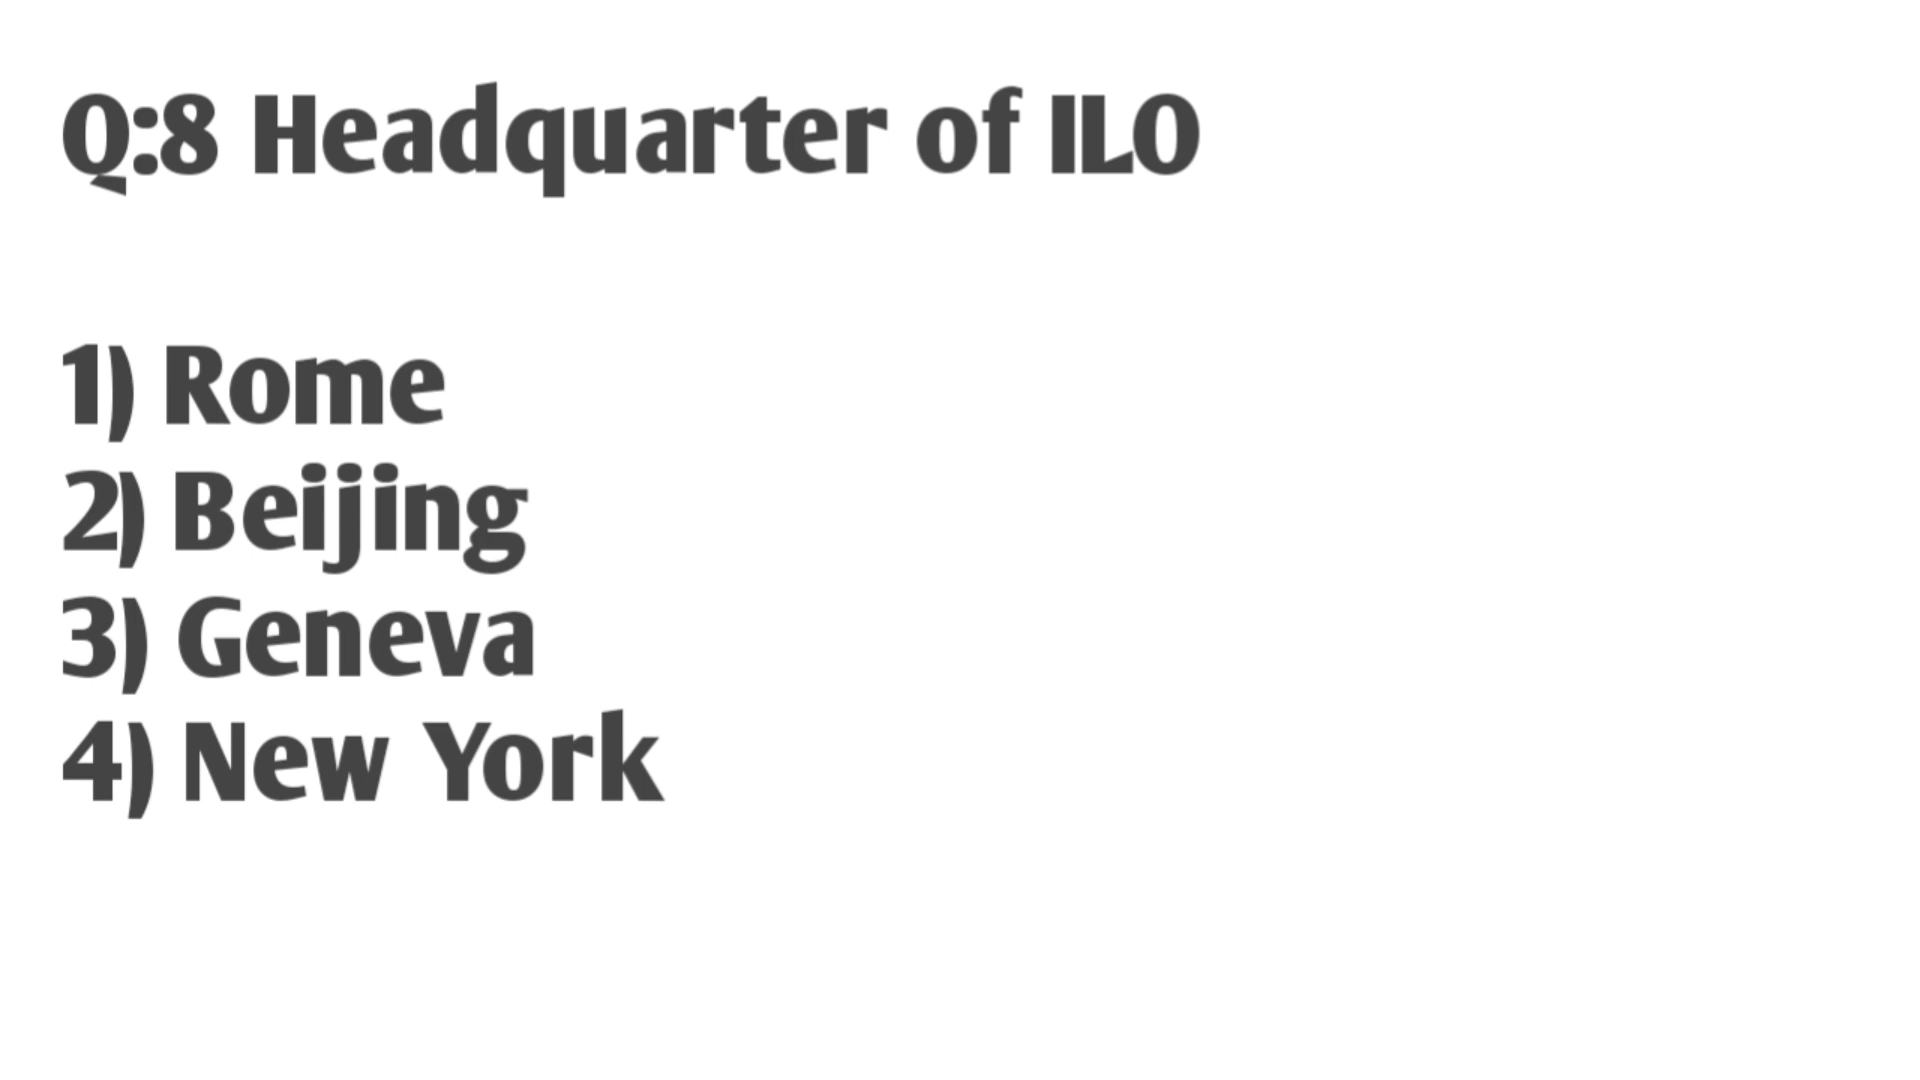 Q:8 Headquarter of ILO
1) Rome
2) Beijing
3) Geneva
4) New York